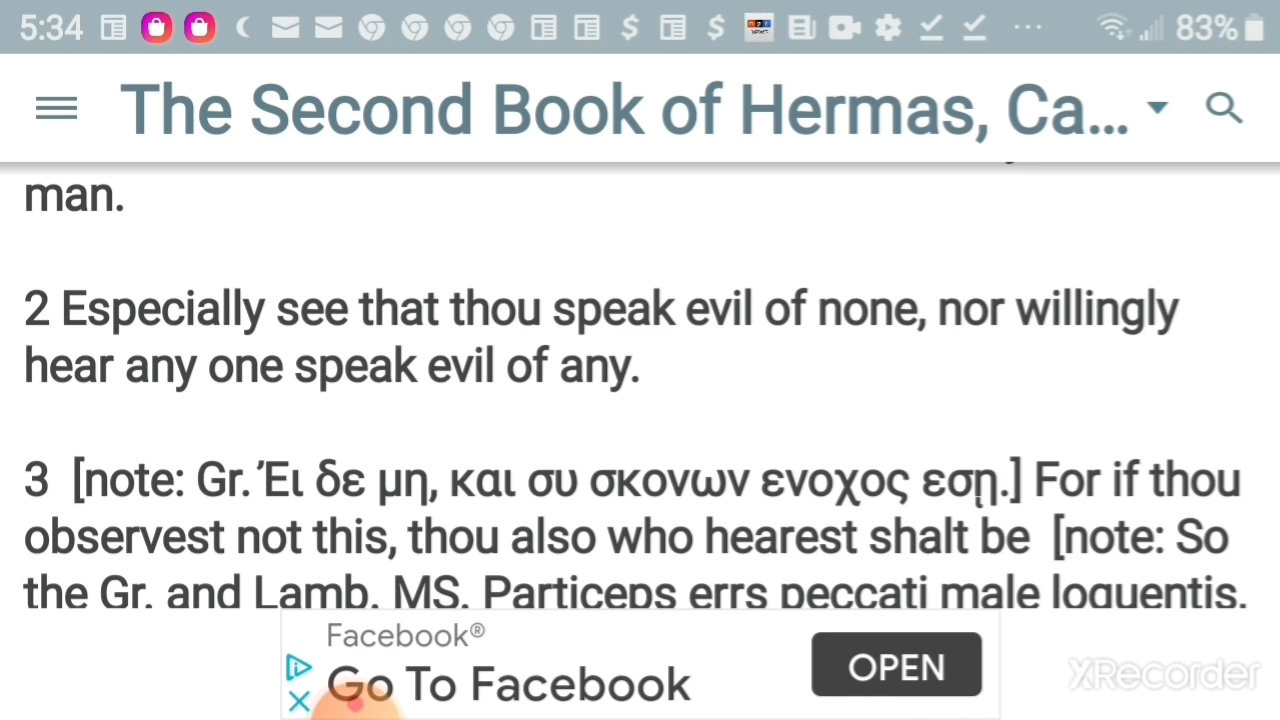 5:34 83%
The Second Book of Hermas, Ca...
man.
2 Especially see that thou speak evil of none, nor willingly
hear any one speak evil of any.
3 [note: Gr. Έι δε μη, και συ σκονων ενοχος εσῃ.] For if thou
observest not this, thou also who hearest shalt be [note: So
the Gr. and Lamb. MS. Particeps errs peccati male loquentis.
Facebook®
Go To Facebook
OPEN
XRecorder